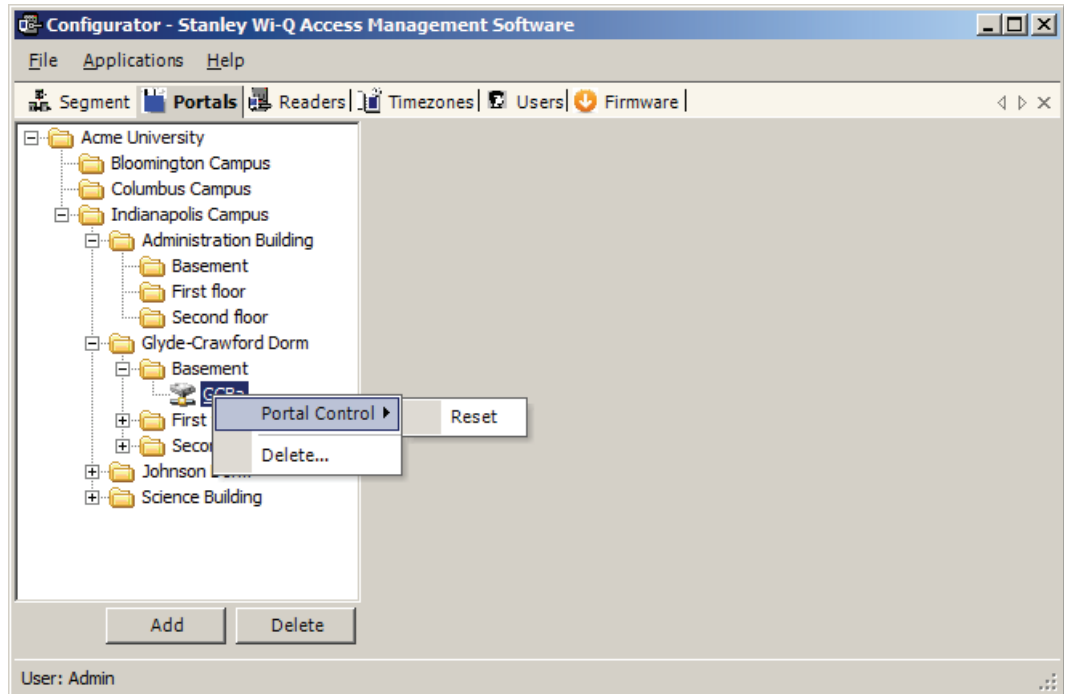 Configurator - Stanley Wi-Q Access Management Software
File Applications Help
Segment Portals Readers Timezones Users Firmware
Acme University
Bloomington Campus
Columbus Campus
Indianapolis Campus
Administration Building
Basement
First floor
Second floor
Glyde-Crawford Dorm
Basement
Portal Control Reset
First
Delete...
Johnson
Science Building
Add Delete
User: Admin